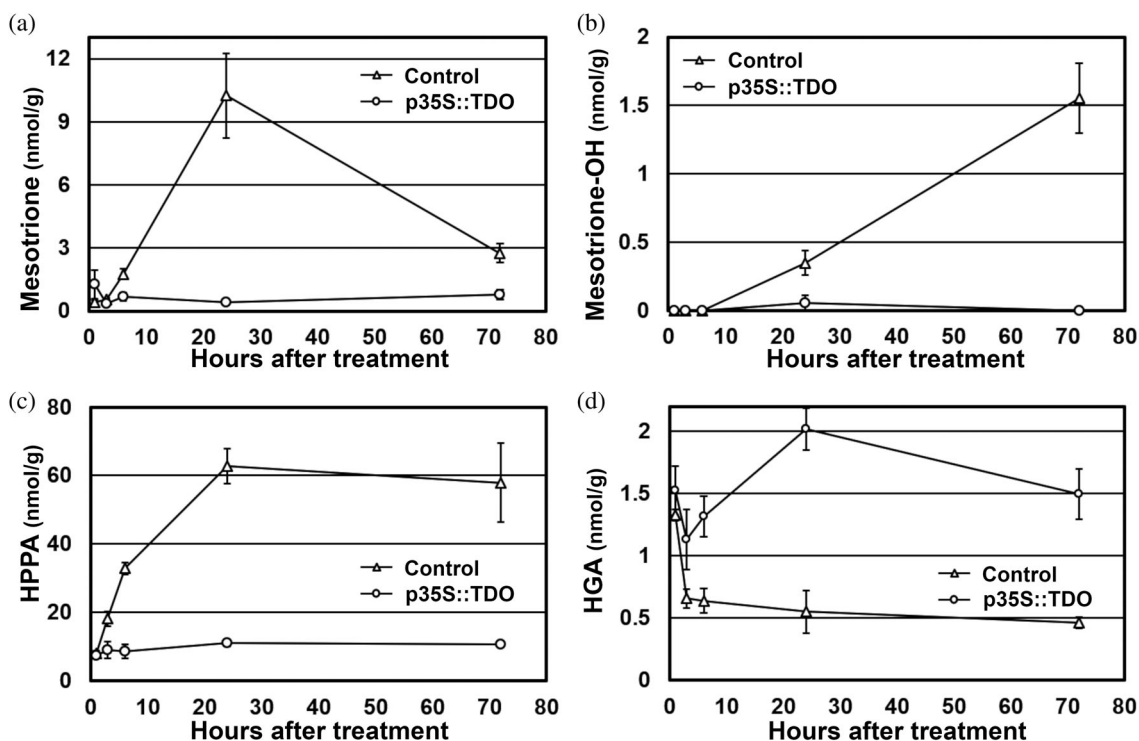 (a)
Mesotrione (nmol/g)
12
9
6
3
0
Control
p35S::TDO
0 10 20 30 40 50 60 70 80
Hours after treatment
(b)
Mesotrione-OH (nmol/g)
2
1.5
1
0.5
0
Control
p35S::TDO
0 10 20 30 40 50 60 70 80
Hours after treatment
(c)
HPPA (nmol/g)
80
60
40
20
0
Control
p35S::TDO
0 10 20 30 40 50 60 70 80
Hours after treatment
(d)
HGA (nmol/g)
2
1.5
1
0.5
0
Control
p35S::TDO
0 10 20 30 40 50 60 70 80
Hours after treatment